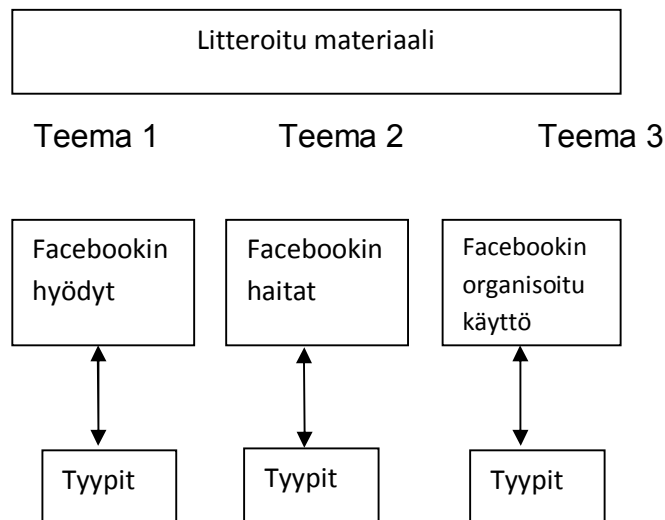 Litteroitu materiaali
Teema 1 Teema 2 Teema 3
Facebookin
hyödyt
Facebookin
haitat
Facebookin
organisoitu
käyttö
Tyypit
Tyypit
Tyypit